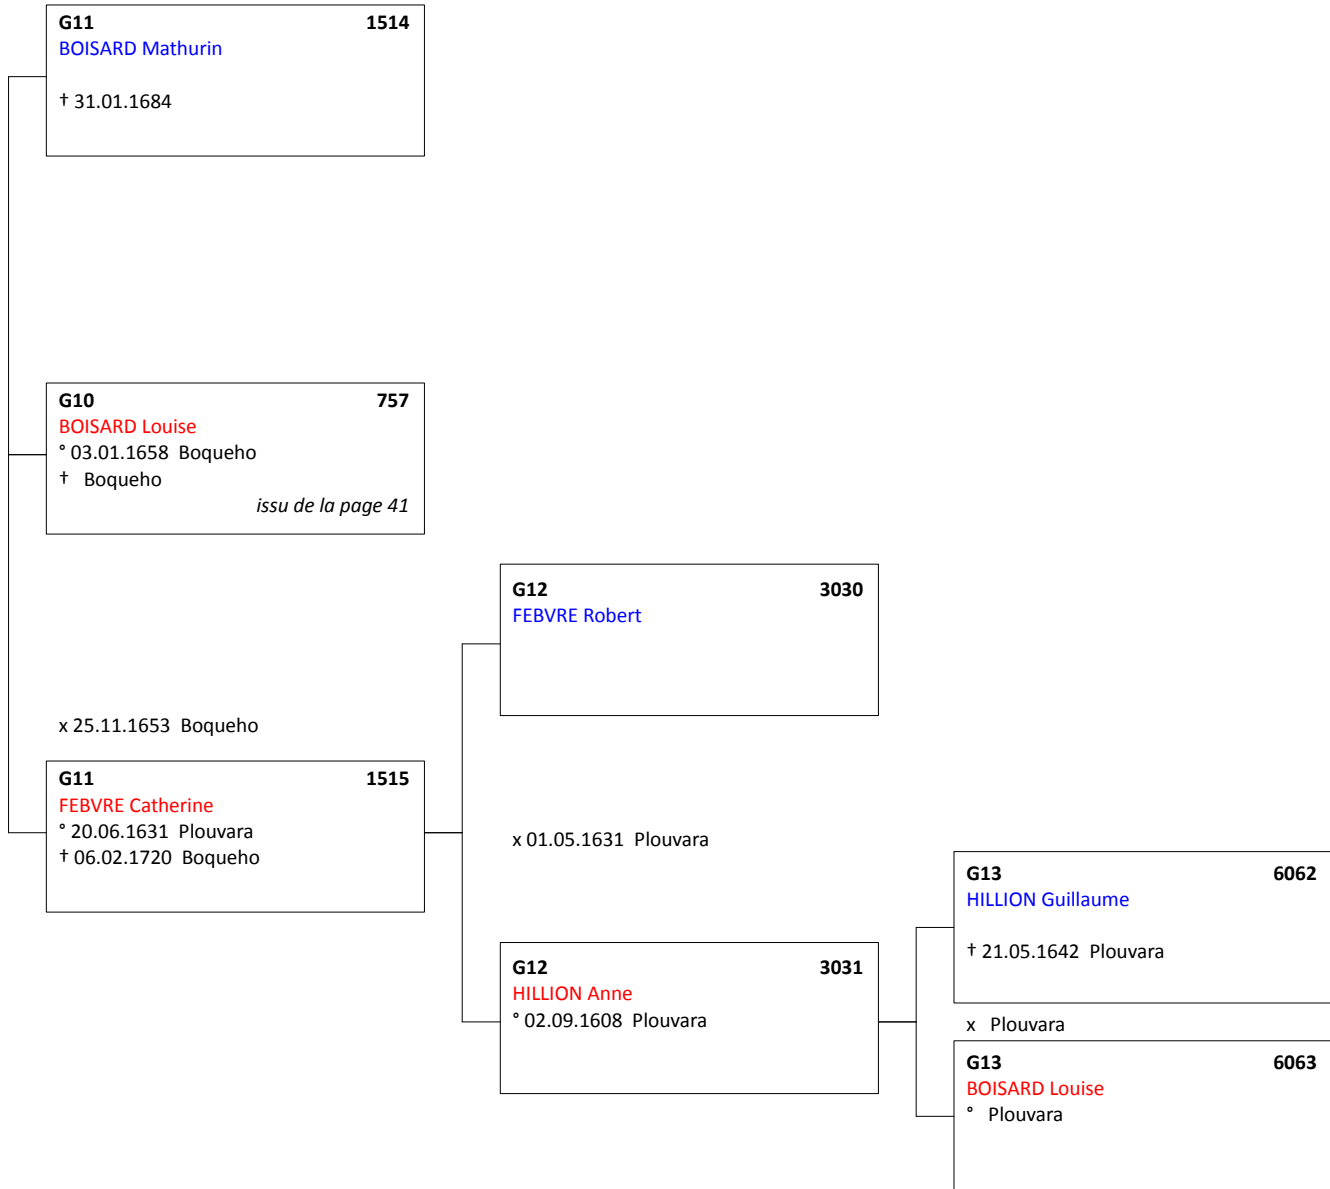 G11 1514
BOISARD Mathurin
† 31.01.1684
G10 757
BOISARD Louise
° 03.01.1658 Boqueho
† Boqueho
issu de la page 41
G12 3030
FEBVRE Robert
x 25.11.1653 Boqueho
G11 1515
FEBVRE Catherine
° 20.06.1631 Plouvara
† 06.02.1720 Boqueho
x 01.05.1631 Plouvara
G13 6062
HILLION Guillaume
† 21.05.1642 Plouvara
G12 3031
HILLION Anne
° 02.09.1608 Plouvara
x Plouvara
G13 6063
BOISARD Louise
° Plouvara